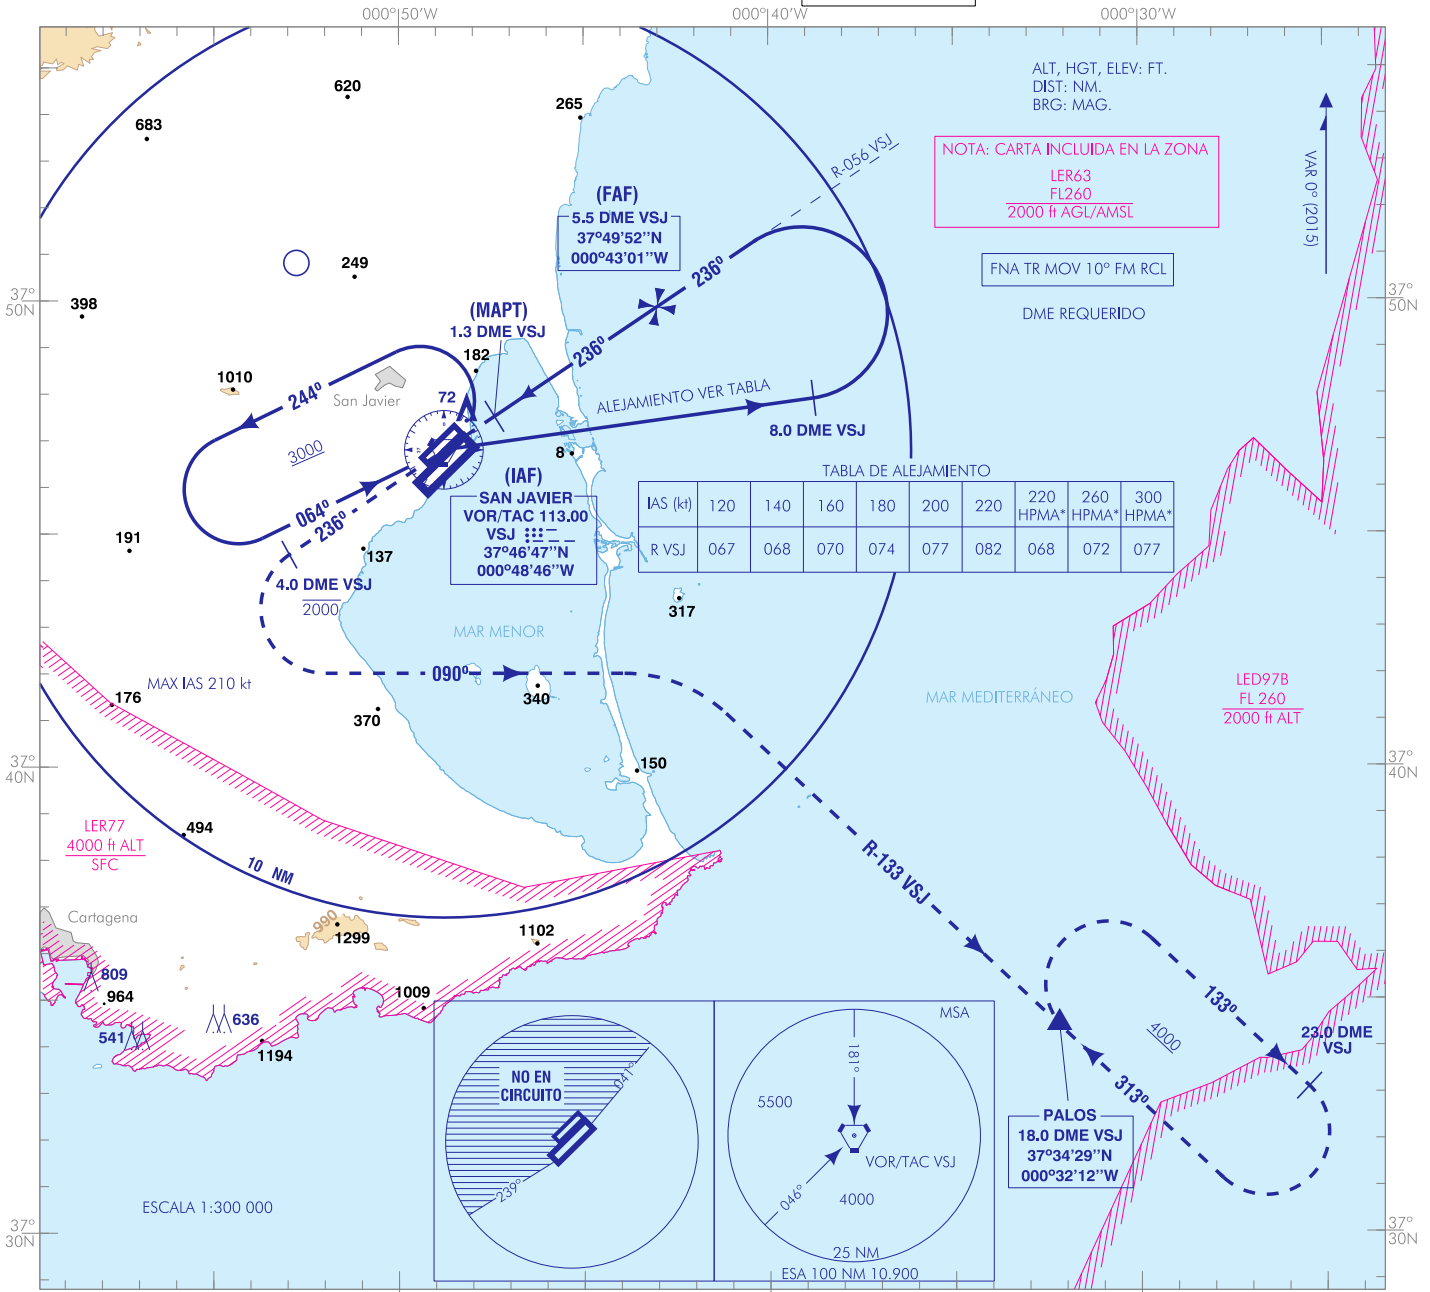 000°50'W
000°40'W
000°30'W
ALT, HGT, ELEV: FT.
DIST: NM.
BRG: MAG.
620
683
265
NOTA: CARTA INCLUIDA EN LA ZONA
LER63
FL260
2000 ft AGL/AMSL
VAR 0° (2015)
R-056 VSJ
(FAF)
5.5 DME VSJ
37°49'52''N
000°43'01''W
FNA TR MOV 10° FM RCL
DME REQUERIDO
249
398
37°
50N
37°
50N
236°
236°
(MAPT)
1.3 DME VSJ
182
1010
244°
San Javier
72
ALEJAMIENTO VER TABLA
8.0 DME VSJ
3000
8
064°
236°
(IAF)
SAN JAVIER
VOR/TAC 113.00
VSJ
37°46'47''N
000°48'46''W
TABLA DE ALEJAMIENTO
IAS (kt) 120 140 160 180 200 220 220 HPMA* 260 HPMA* 300 HPMA*
R VSJ 067 068 070 074 077 082 068 072 077
191
137
4.0 DME VSJ
2000
317
MAR MENOR
090°
MAX IAS 210 kt
176
370
340
MAR MEDITERRÁNEO
LED97B
FL 260
2000 ft ALT
150
37°
40N
37°
40N
LER77
4000 ft ALT
SFC
494
10 NM
R-133 VSJ
Cartagena
990
1299
1102
809
964
1009
541
636
1194
133°
4000
23.0 DME
VSJ
313°
PALOS
18.0 DME VSJ
37°34'29''N
000°32'12''W
NO EN
CIRCUITO
041°
239°
MSA
181°
5500
VOR/TAC VSJ
046°
4000
25 NM
ESA 100 NM 10.900
ESCALA 1:300 000
37°
30N
37°
30N